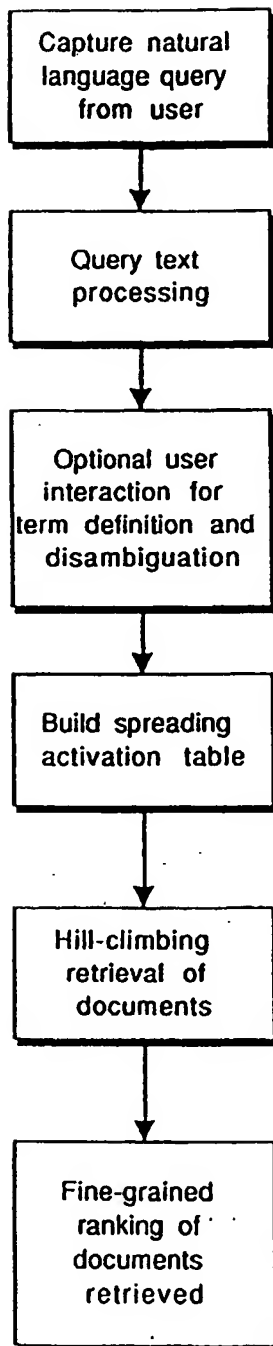 Capture natural
language query
from user
Query text
processing
Optional user
interaction for
term definition and
disambiguation
Build spreading
activation table
Hill-climbing
retrieval of
documents
Fine-grained
ranking of
documents
retrieved